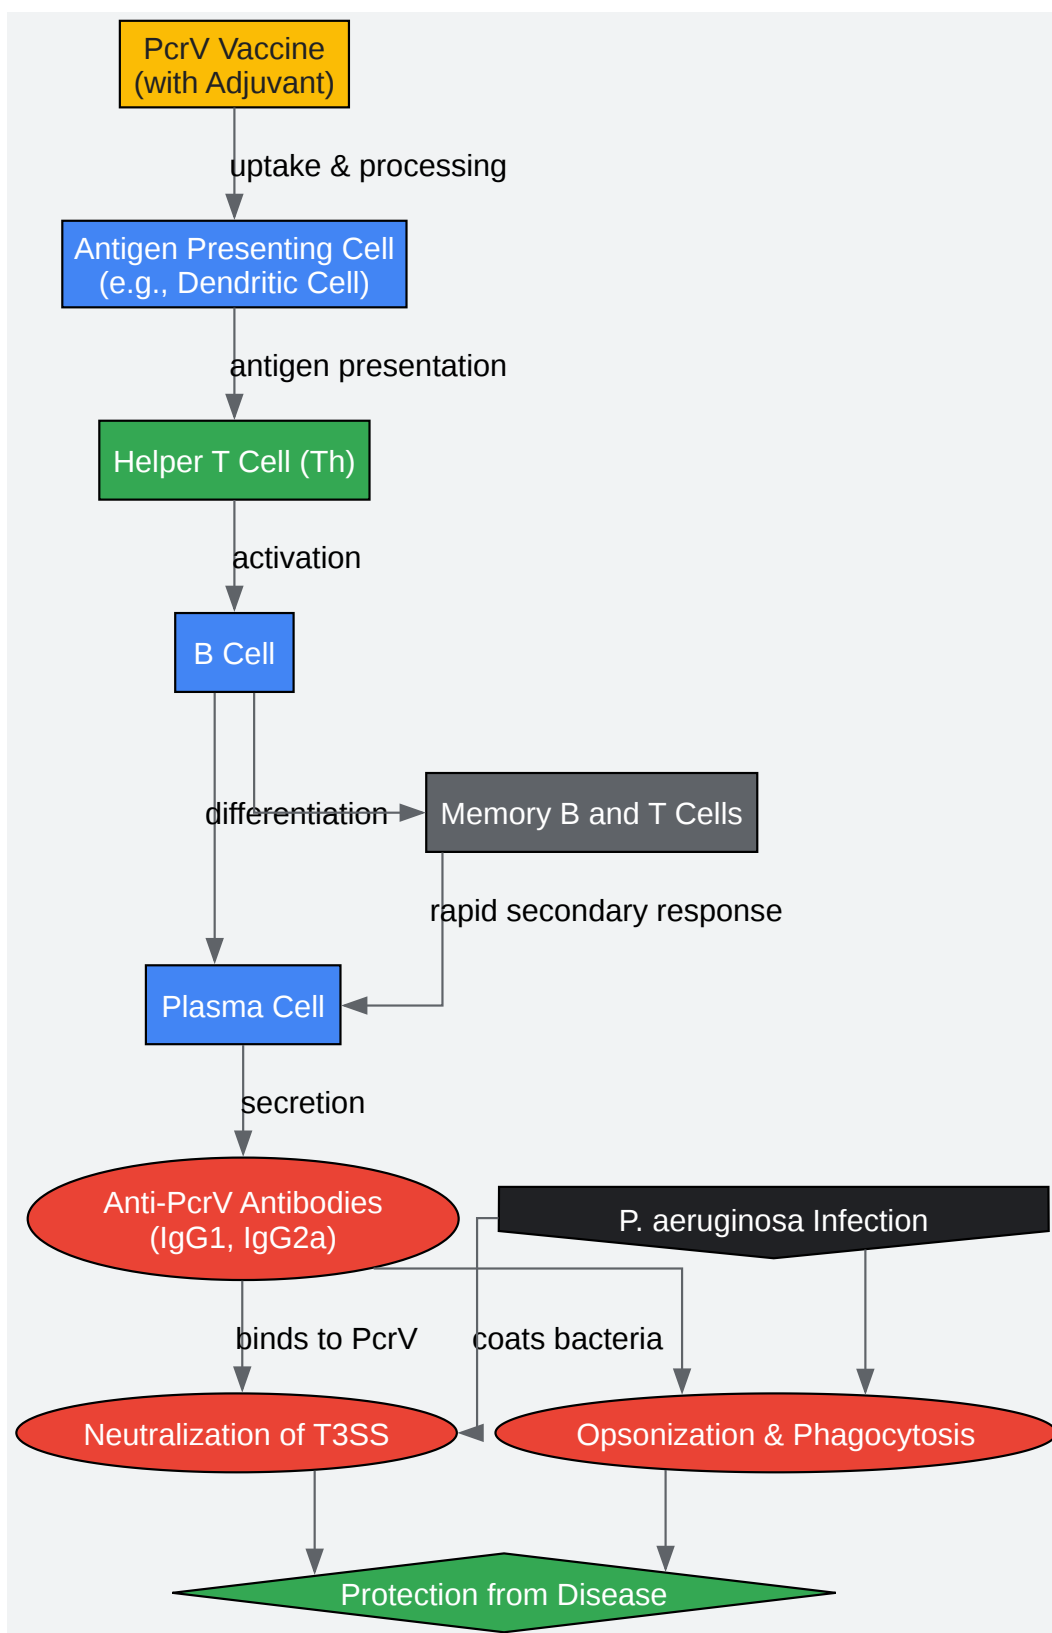 PcrV Vaccine
(with Adjuvant)
uptake & processing
Antigen Presenting Cell
(e.g., Dendritic Cell)
antigen presentation
Helper T Cell (Th)
activation
B Cell
differentiation
Memory B and T Cells
rapid secondary response
Plasma Cell
secretion
Anti-PcrV Antibodies
(IgG1, IgG2a)
P. aeruginosa Infection
binds to PcrV
coats bacteria
Neutralization of T3SS
Opsonization & Phagocytosis
Protection from Disease